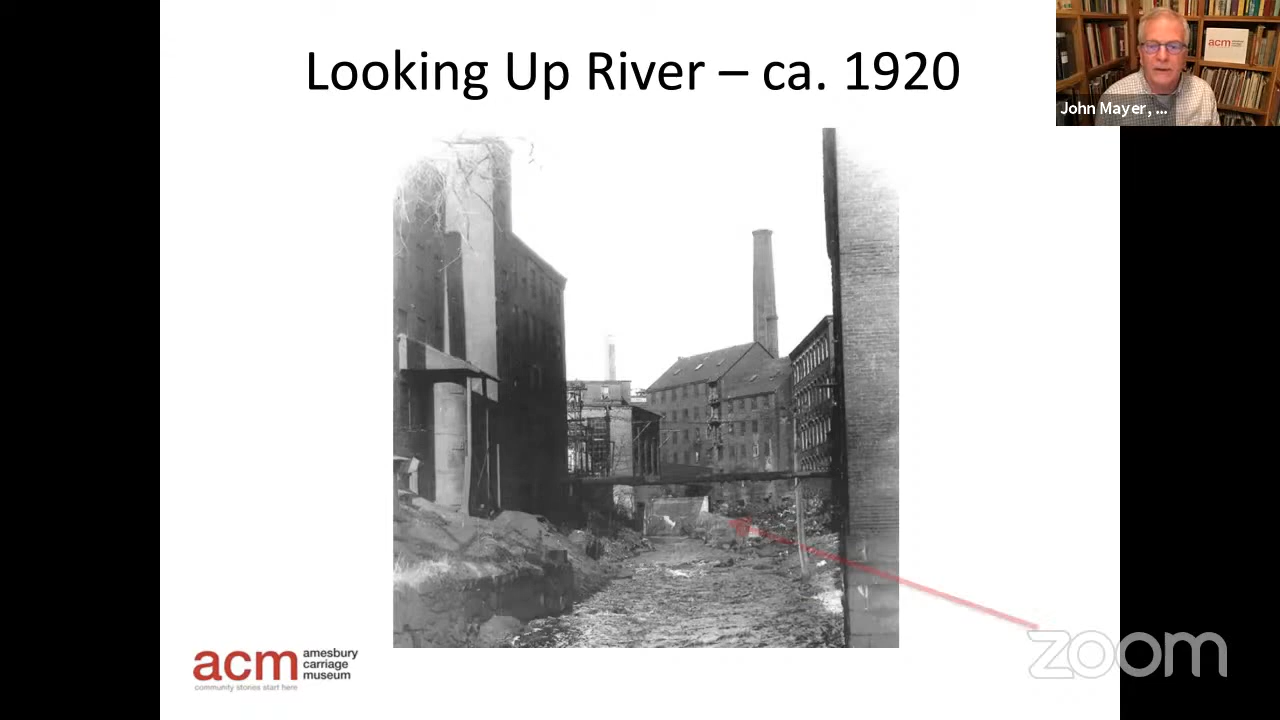 Looking Up River – ca. 1920
acm
John Mayer, ...
acm amesbury
carriage
museum
community stories start here
zoom